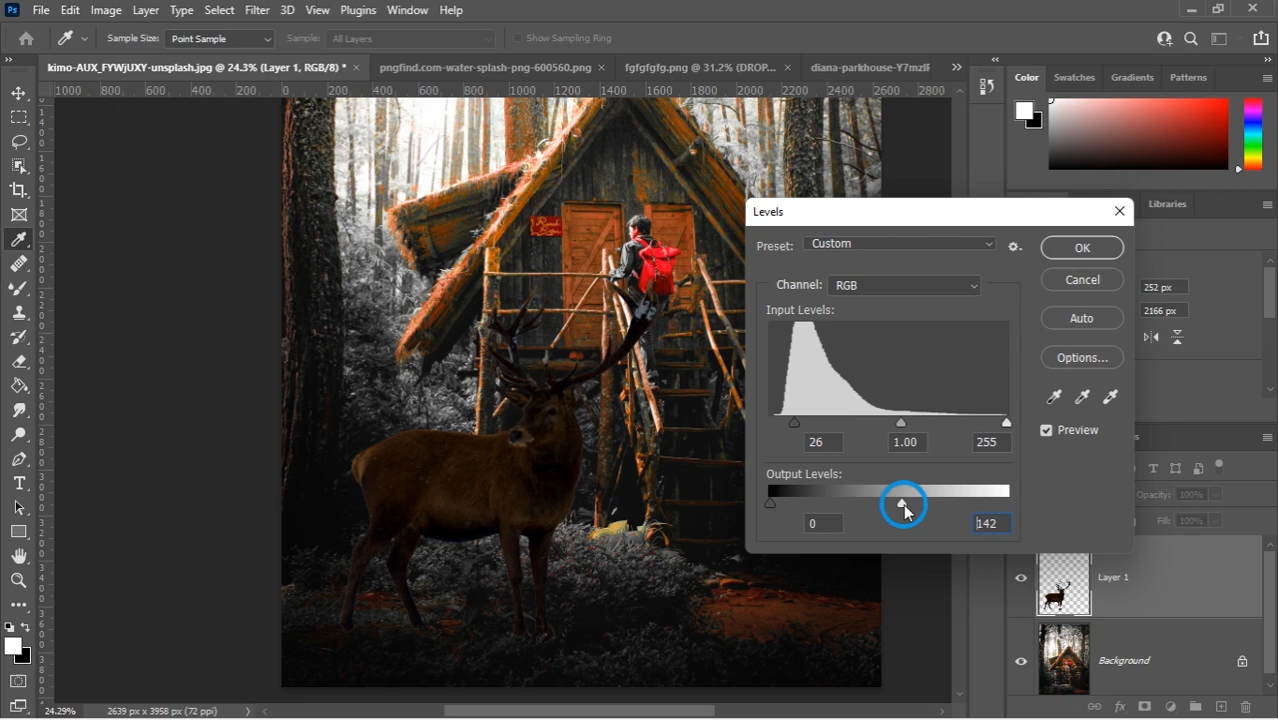 Ps File Edit Image Layer Type Select Filter 3D View Plugins Window Help
Sample Size: Point Sample Sample: All Layers Show Sampling Ring
kimo-AUX_FYWjUXY-unsplash.jpg @ 24.3% (Layer 1, RGB/8) * × pngfind.com-water-splash-png-600560.png × fgfgfgfg.png @ 31.2% (DROP... × diana-parkhouse-Y7mzlF
Color Swatches Gradients Patterns
1000 800 600 400 200 0 200 400 600 800 1000 1200 1400 1600 1800 2000 2200 2400 2600 2800
Libraries
Levels
Preset: Custom
OK
Channel: RGB
Cancel
252 px
Input Levels:
2166 px
Auto
Options...
Preview
26 1.00 255
Output Levels:
0 142
Opacity: 100%
Fill: 100%
Layer 1
Background
24.29% 2639 px x 3958 px (72 ppi)